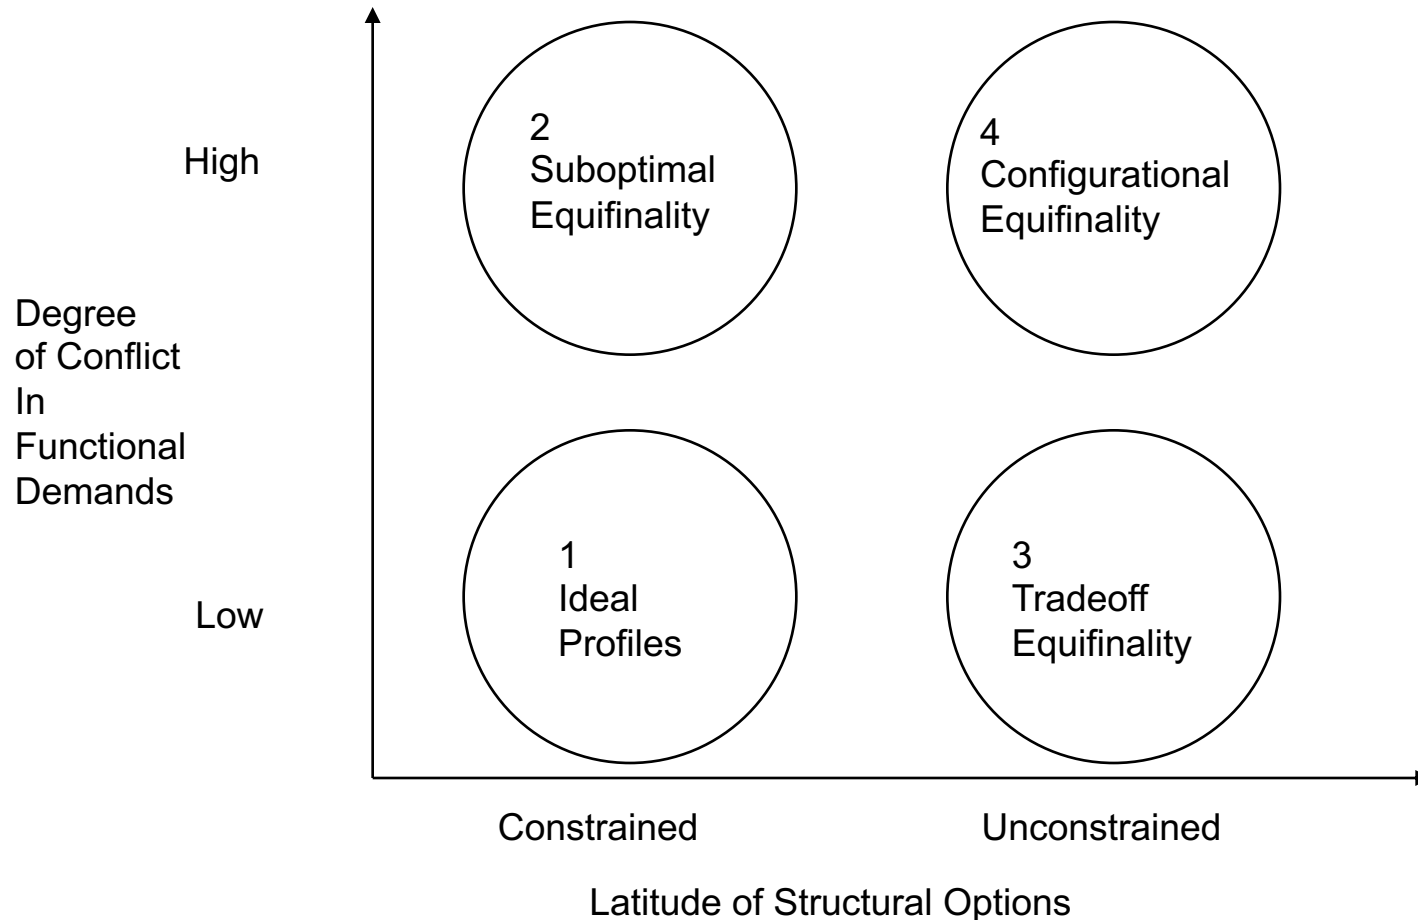 High
2
Suboptimal
Equifinality
4
Configurational
Equifinality
Degree
of Conflict
In
Functional
Demands
Low
1
Ideal
Profiles
3
Tradeoff
Equifinality
Constrained
Unconstrained
Latitude of Structural Options